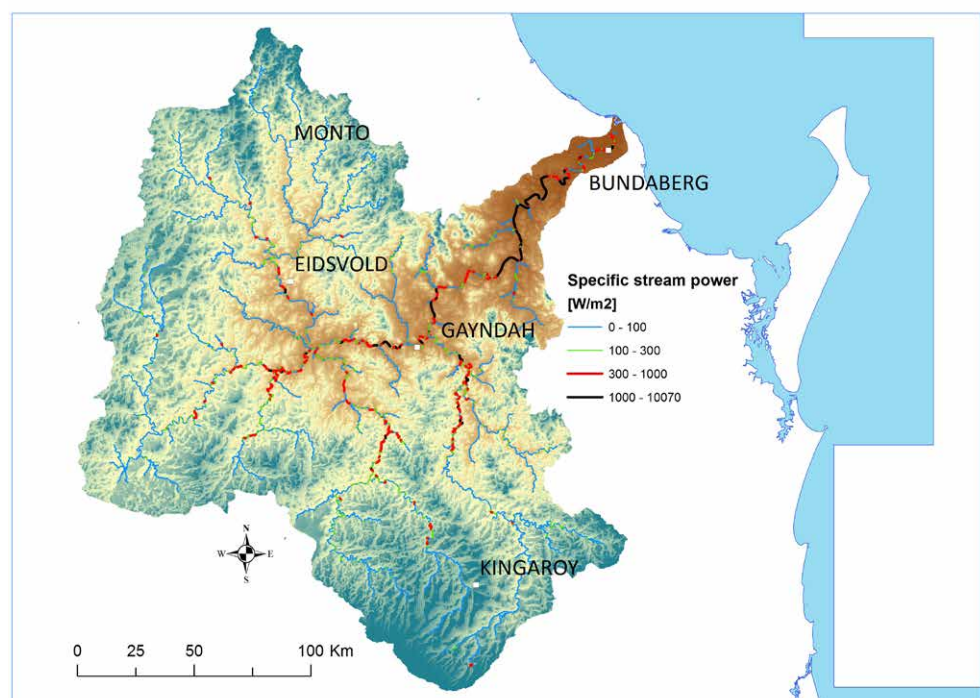 MONTO
BUNDABERG
EIDSVOLD
Specific stream power
[W/m2]
0 - 100
100 - 300
300 - 1000
1000 - 10070
GAYNDAH
N
W E
S
KINGAROY
0 50 100 Km